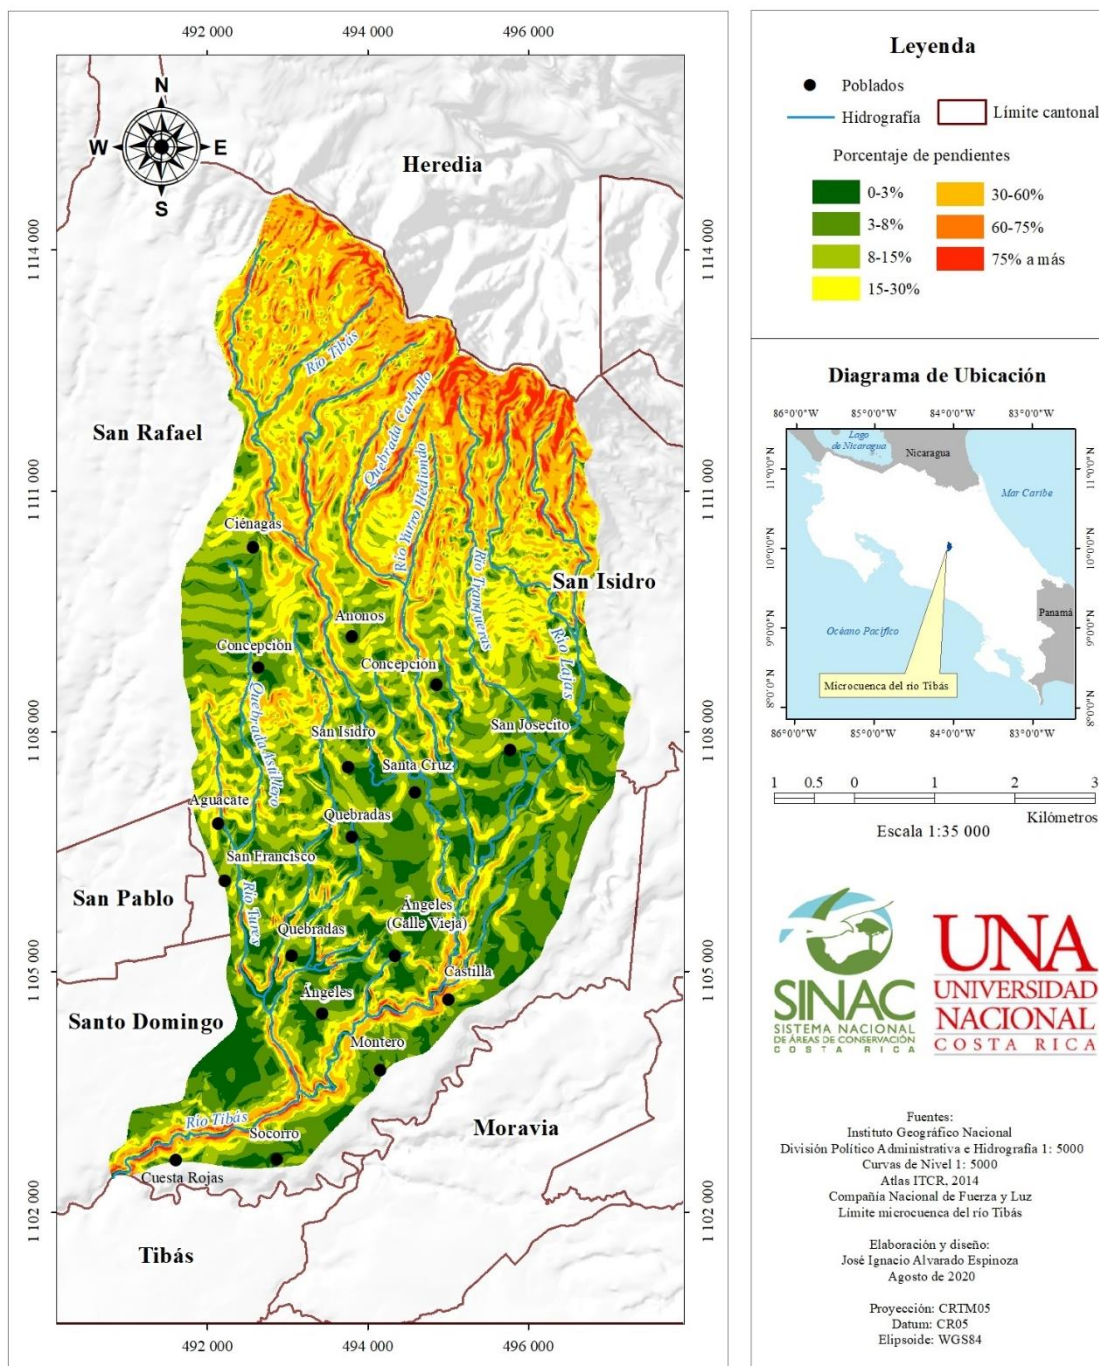 492 000
494 000
496 000
1 114 000
1 111 000
1 108 000
1 105 000
1 102 000
N
W
E
S
Heredia
San Rafael
San Isidro
San Pablo
Santo Domingo
Moravia
Tibás
Río Tibás
Quebrada Carballo
Río Yurro Hediondo
Río Tranqueras
Río Lajas
Ciénagas
Anonos
Concepción
Concepción
Quebrada Astillero
San Josecito
San Isidro
Santa Cruz
Aguacate
Quebradas
San Francisco
Río Tures
Ángeles
(Calle Vieja)
Quebradas
Castilla
Ángeles
Montero
Río Tibás
Socorro
Cuesta Rojas
1 114 000
1 111 000
1 108 000
1 105 000
1 102 000
492 000
494 000
496 000
Leyenda
Poblados
Hidrografía
Límite cantonal
Porcentaje de pendientes
0-3%
30-60%
3-8%
60-75%
8-15%
75% a más
15-30%
Diagrama de Ubicación
86°0'0"W
85°0'0"W
84°0'0"W
83°0'0"W
Lago
de Nicaragua
Nicaragua
Mar Caribe
Panamá
Océano Pacífico
Microcuenca del río Tibás
11°0'0"N
10°0'0"N
9°0'0"N
8°0'0"N
11°0'0"N
10°0'0"N
9°0'0"N
8°0'0"N
86°0'0"W
85°0'0"W
84°0'0"W
83°0'0"W
1 0.5 0 1 2 3
Kilómetros
Escala 1:35 000
SINAC
SISTEMA NACIONAL
DE ÁREAS DE CONSERVACIÓN
COSTA RICA
UNA
UNIVERSIDAD
NACIONAL
COSTA RICA
Fuentes:
Instituto Geográfico Nacional
División Político Administrativa e Hidrografía 1: 5000
Curvas de Nivel 1: 5000
Atlas ITCR, 2014
Compañía Nacional de Fuerza y Luz
Límite microcuenca del río Tibás
Elaboración y diseño:
José Ignacio Alvarado Espinoza
Agosto de 2020
Proyección: CRTM05
Datum: CR05
Elipsoide: WGS84